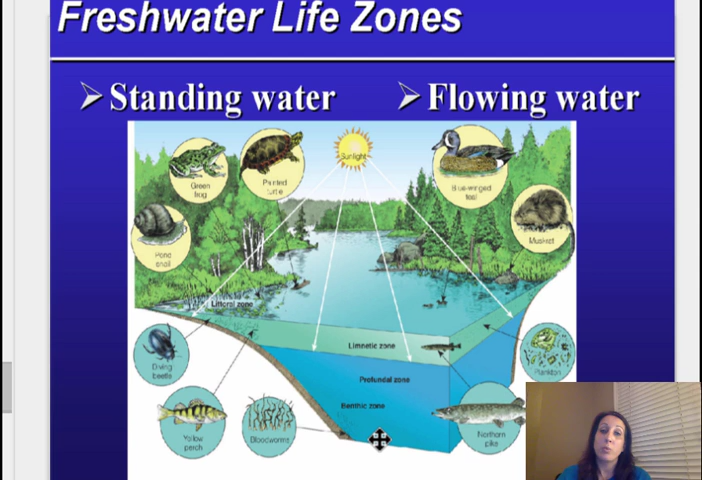 Freshwater Life Zones
Standing water
Flowing water
Sunlight
Green
frog
Painted
turtle
Blue-winged
teal
Muskrat
Pond
snail
Littoral zone
Limnetic zone
Diving
beetle
Plankton
Profundal zone
Benthic zone
Yellow
perch
Bloodworms
Northern
pike